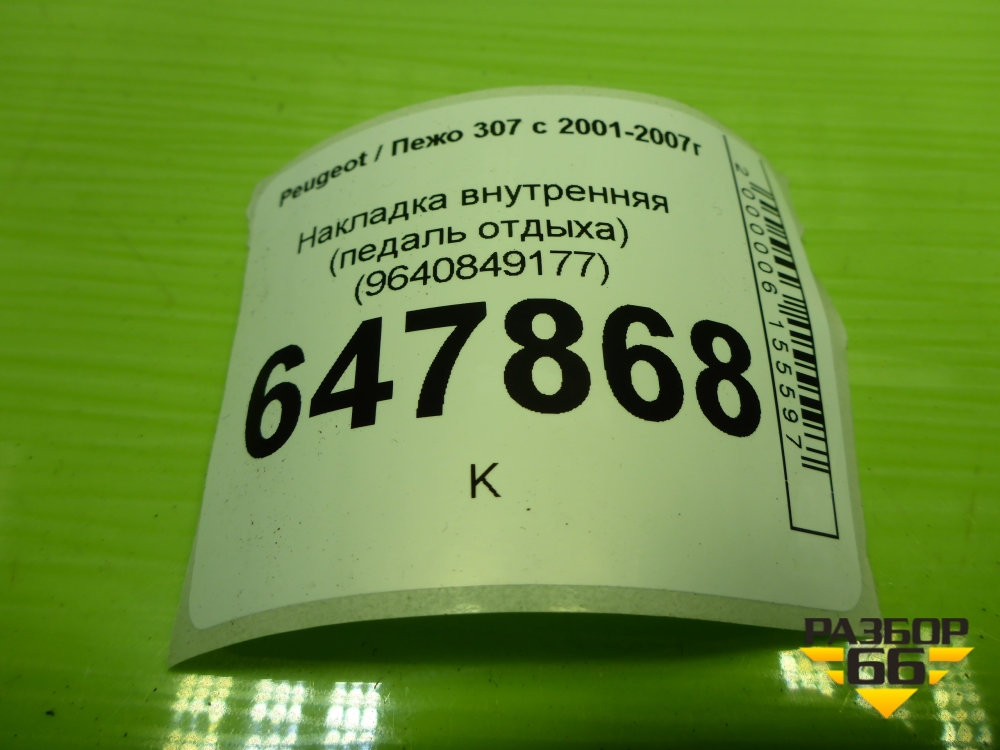 Peugeot / Пежо 307 с 2001-2007г
Накладка внутренняя
(педаль отдыха)
(9640849177)
647868
К
2000006155597
РАЗБОР
66